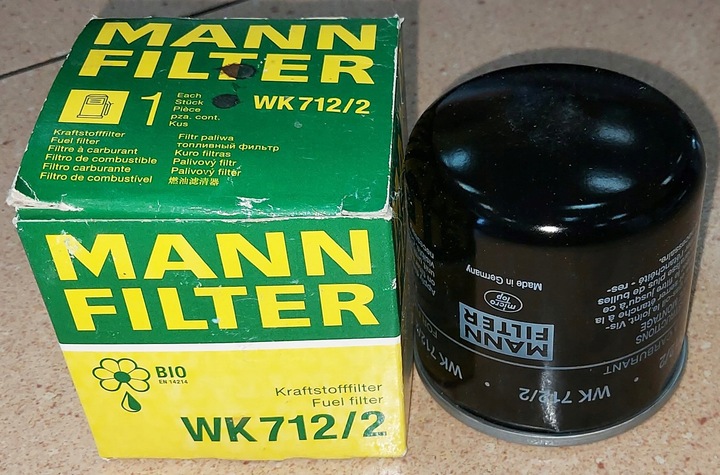 MANN
FILTER
WK 712/2
1
Each
Stück
Pièce
pza. cont.
Kus
Kraftstofffilter
Fuel filter
Filtre à carburant
Filtro de combustible
Filtro carburante
Filtro de combustível
Filtr paliwa
топливный фильтр
Kuro filtras
Palivový filtr
Palivový filter
燃油滤清器
MANN
FILTER
BIO
EN 14214
Kraftstofffilter
Fuel filter
WK 712/2
Made in Germany
micro
Top
MANN
FILTER
WK 712/2
CARBURANT